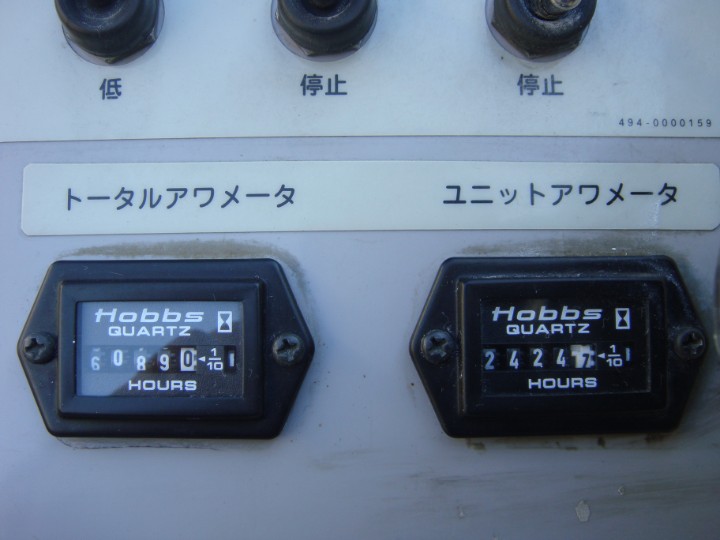 低 停止 停止
494-0000159
トータルアワメータ ユニットアワメータ
Hobbs Hobbs
QUARTZ QUARTZ
60890 1/10 24247 1/10
HOURS HOURS